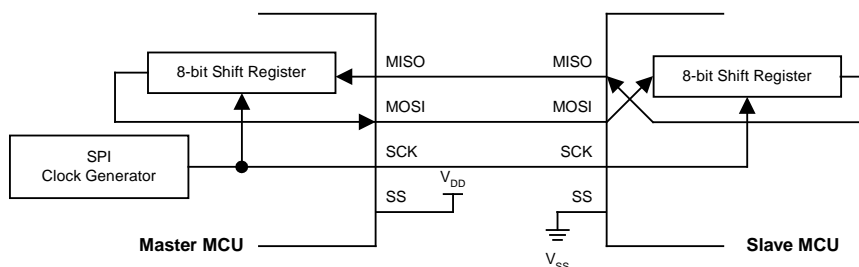 8-bit Shift Register
MISO
MISO
8-bit Shift Register
MOSI
MOSI
SPI
Clock Generator
SCK
SCK
VDD
SS
SS
Master MCU
VSS
Slave MCU